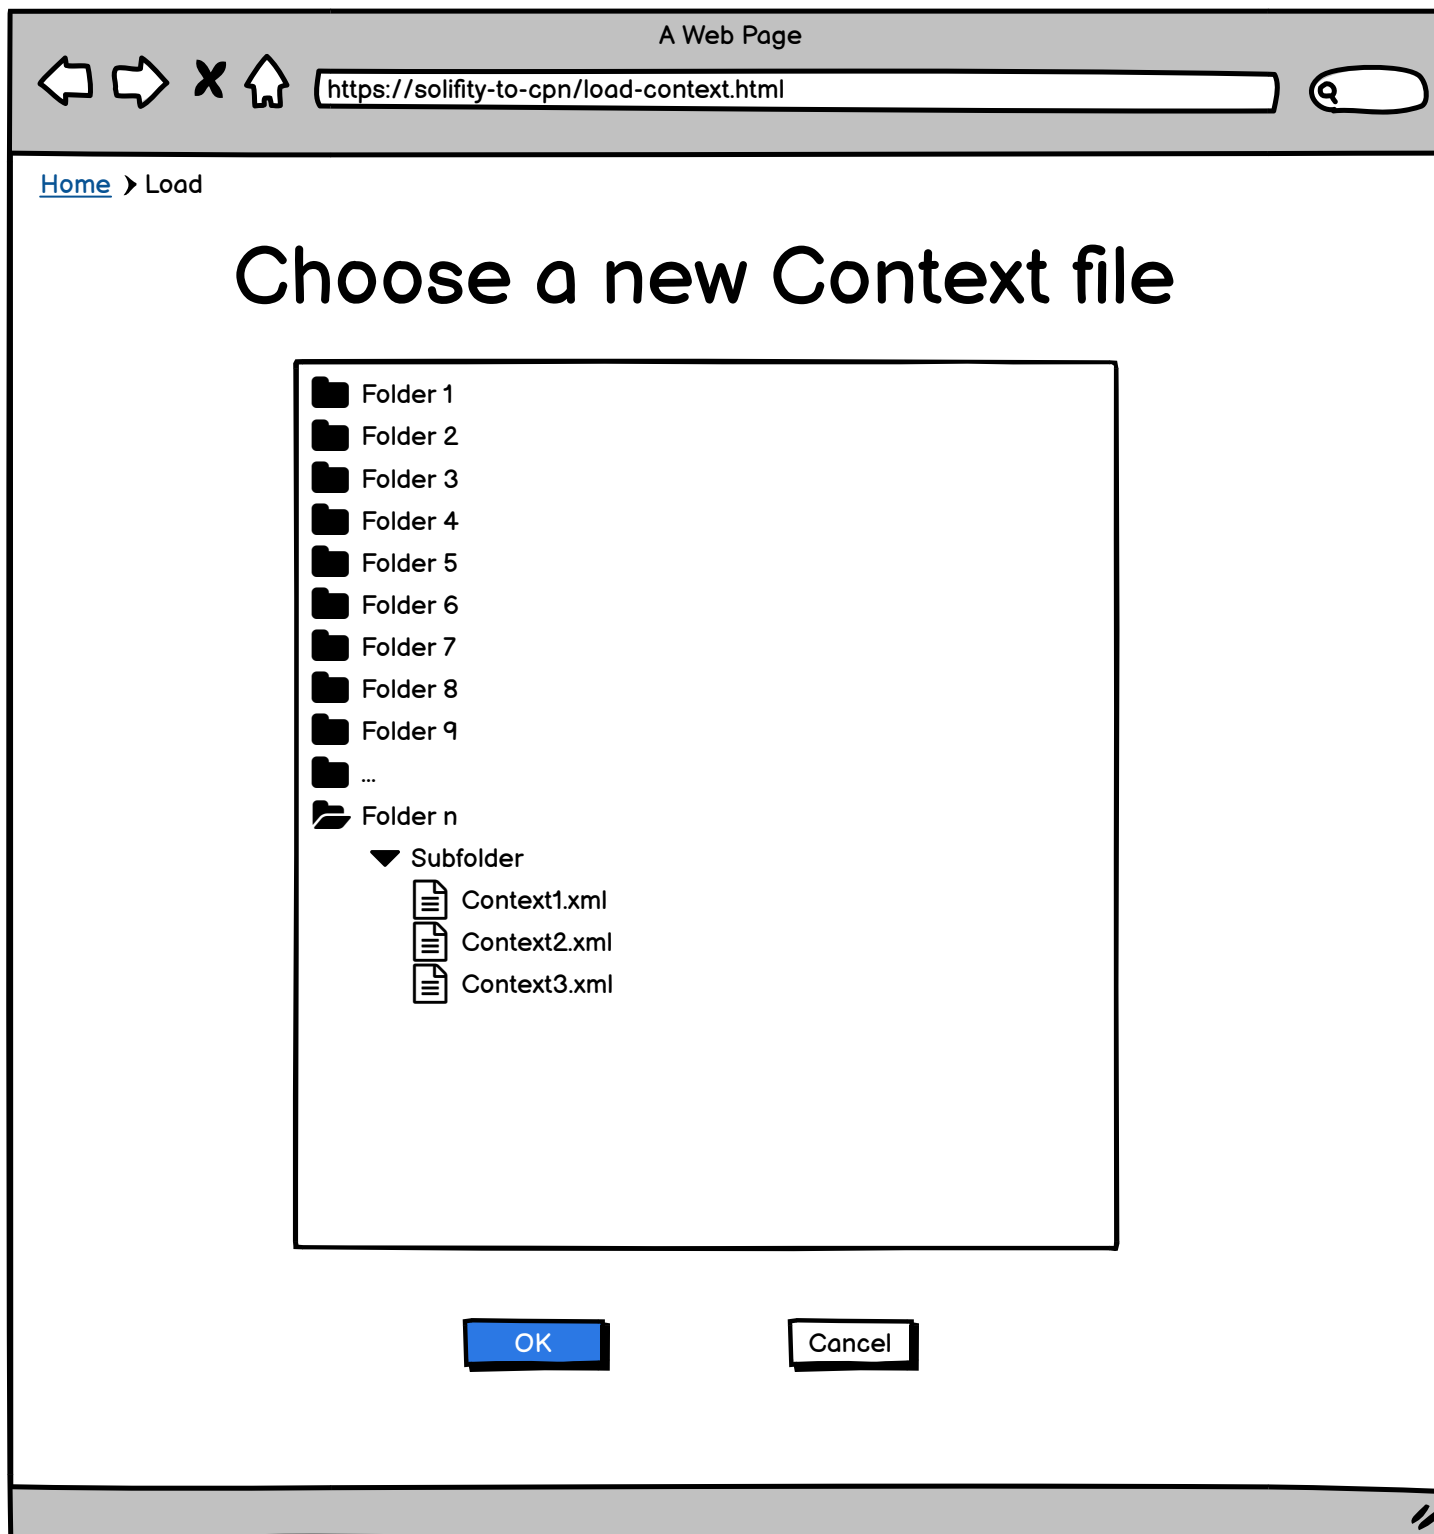 A Web Page
https://solifity-to-cpn/load-context.html
Home Load
Choose a new Context file
Folder 1
Folder 2
Folder 3
Folder 4
Folder 5
Folder 6
Folder 7
Folder 8
Folder 9
...
Folder n
Subfolder
Context1.xml
Context2.xml
Context3.xml
OK Cancel